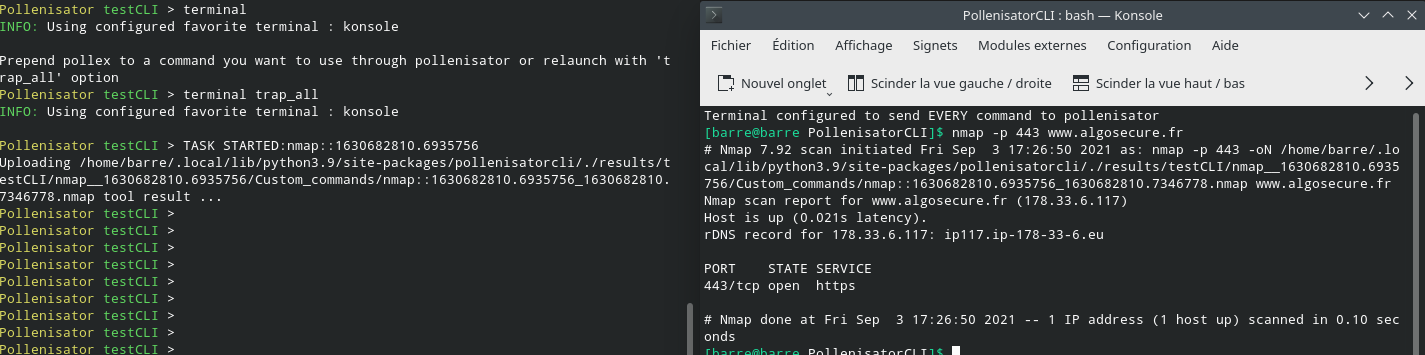 Pollenisator testCLI > terminal
INFO: Using configured favorite terminal : konsole
Prepend pollex to a command you want to use through pollenisator or relaunch with 't
rap_all' option
Pollenisator testCLI > terminal trap_all
INFO: Using configured favorite terminal : konsole
Pollenisator testCLI > TASK STARTED:nmap::1630682810.6935756
Uploading /home/barre/.local/lib/python3.9/site-packages/pollenisatorcli/./results/t
estCLI/nmap__1630682810.6935756/Custom_commands/nmap::1630682810.6935756_1630682810.
7346778.nmap tool result ...
Pollenisator testCLI >
Pollenisator testCLI >
Pollenisator testCLI >
Pollenisator testCLI >
Pollenisator testCLI >
Pollenisator testCLI >
Pollenisator testCLI >
Pollenisator testCLI >
Pollenisator testCLI >
PollenisatorCLI : bash — Konsole
Fichier Édition Affichage Signets Modules externes Configuration Aide
Nouvel onglet Scinder la vue gauche / droite Scinder la vue haut / bas
Terminal configured to send EVERY command to pollenisator
[barre@barre PollenisatorCLI]$ nmap -p 443 www.algosecure.fr
# Nmap 7.92 scan initiated Fri Sep  3 17:26:50 2021 as: nmap -p 443 -oN /home/barre/.lo
cal/lib/python3.9/site-packages/pollenisatorcli/./results/testCLI/nmap__1630682810.6935
756/Custom_commands/nmap::1630682810.6935756_1630682810.7346778.nmap www.algosecure.fr
Nmap scan report for www.algosecure.fr (178.33.6.117)
Host is up (0.021s latency).
rDNS record for 178.33.6.117: ip117.ip-178-33-6.eu
PORT    STATE SERVICE
443/tcp open  https
# Nmap done at Fri Sep  3 17:26:50 2021 -- 1 IP address (1 host up) scanned in 0.10 sec
onds
[barre@barre PollenisatorCLI]$